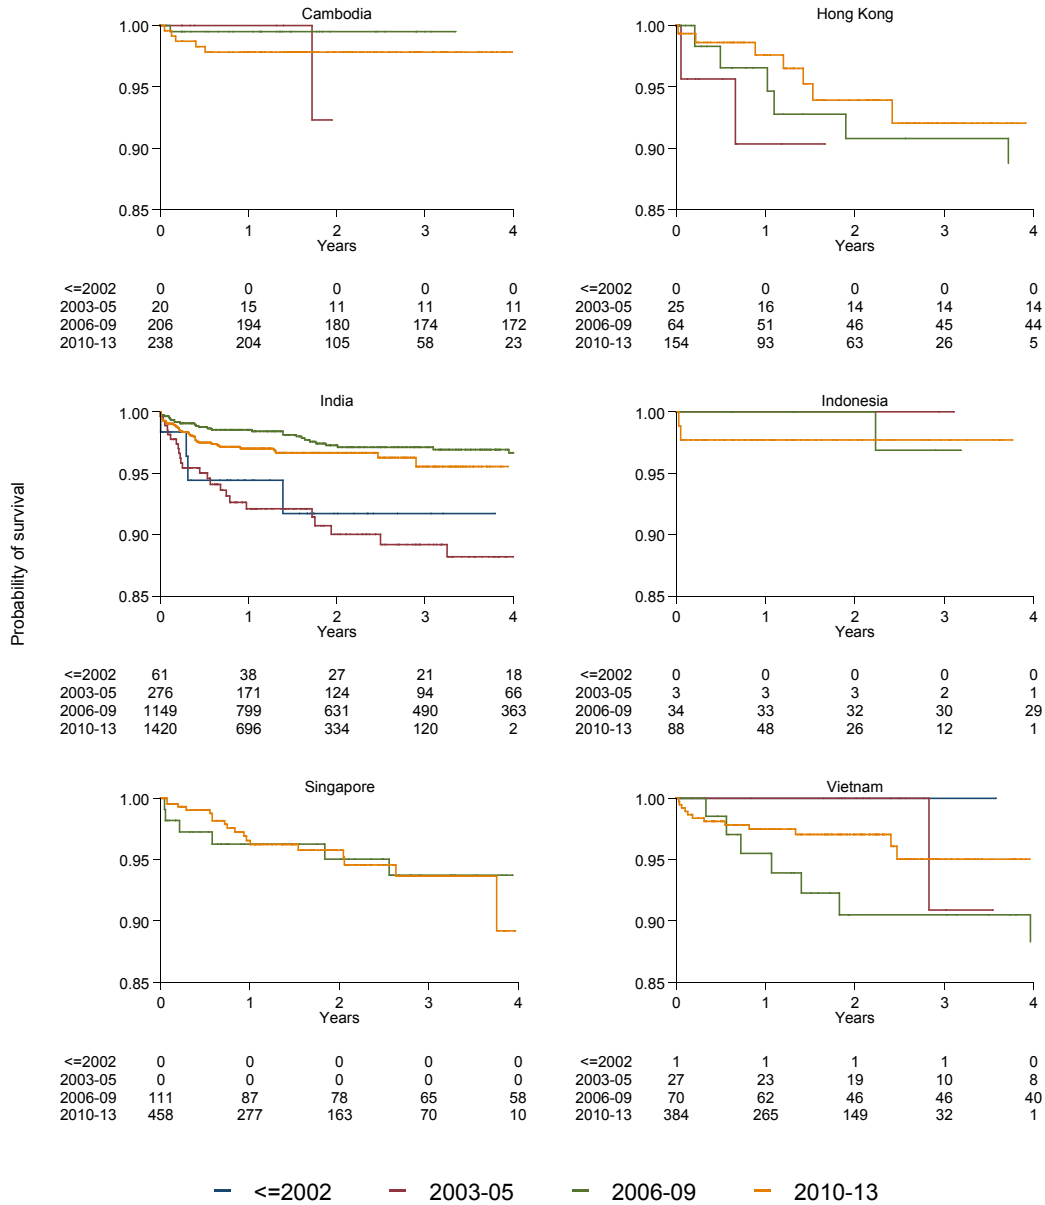 Probability of survival
Cambodia
1.00
0.95
0.90
0.85
0 1 2 3 4
Years
<=2002 0 0 0 0 0
2003-05 20 15 11 11 11
2006-09 206 194 180 174 172
2010-13 238 204 105 58 23
Hong Kong
1.00
0.95
0.90
0.85
0 1 2 3 4
Years
<=2002 0 0 0 0 0
2003-05 25 16 14 14 14
2006-09 64 51 46 45 44
2010-13 154 93 63 26 5
India
1.00
0.95
0.90
0.85
0 1 2 3 4
Years
<=2002 61 38 27 21 18
2003-05 276 171 124 94 66
2006-09 1149 799 631 490 363
2010-13 1420 696 334 120 2
Indonesia
1.00
0.95
0.90
0.85
0 1 2 3 4
Years
<=2002 0 0 0 0 0
2003-05 3 3 3 2 1
2006-09 34 33 32 30 29
2010-13 88 48 26 12 1
Singapore
1.00
0.95
0.90
0.85
0 1 2 3 4
Years
<=2002 0 0 0 0 0
2003-05 0 0 0 0 0
2006-09 111 87 78 65 58
2010-13 458 277 163 70 10
Vietnam
1.00
0.95
0.90
0.85
0 1 2 3 4
Years
<=2002 1 1 1 1 0
2003-05 27 23 19 10 8
2006-09 70 62 46 46 40
2010-13 384 265 149 32 1
<=2002 2003-05 2006-09 2010-13